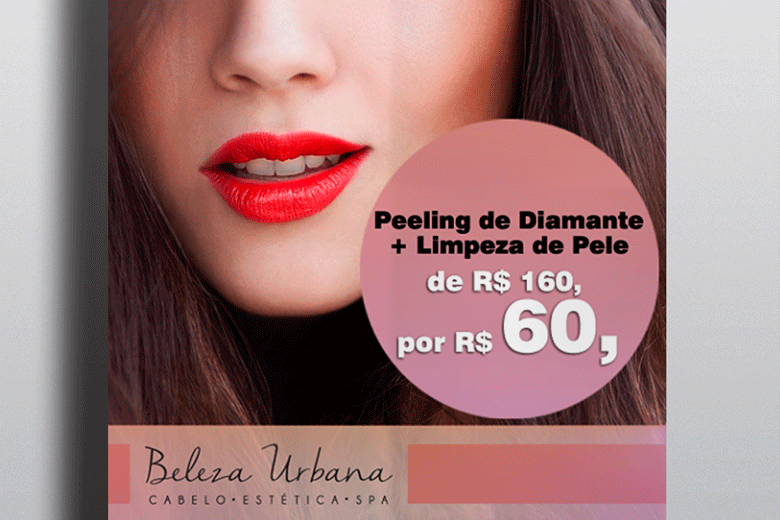 Peeling de Diamante
+ Limpeza de Pele
de R$ 160,
por R$ 60,
Beleza Urbana
CABELO•ESTÉTICA•SPA